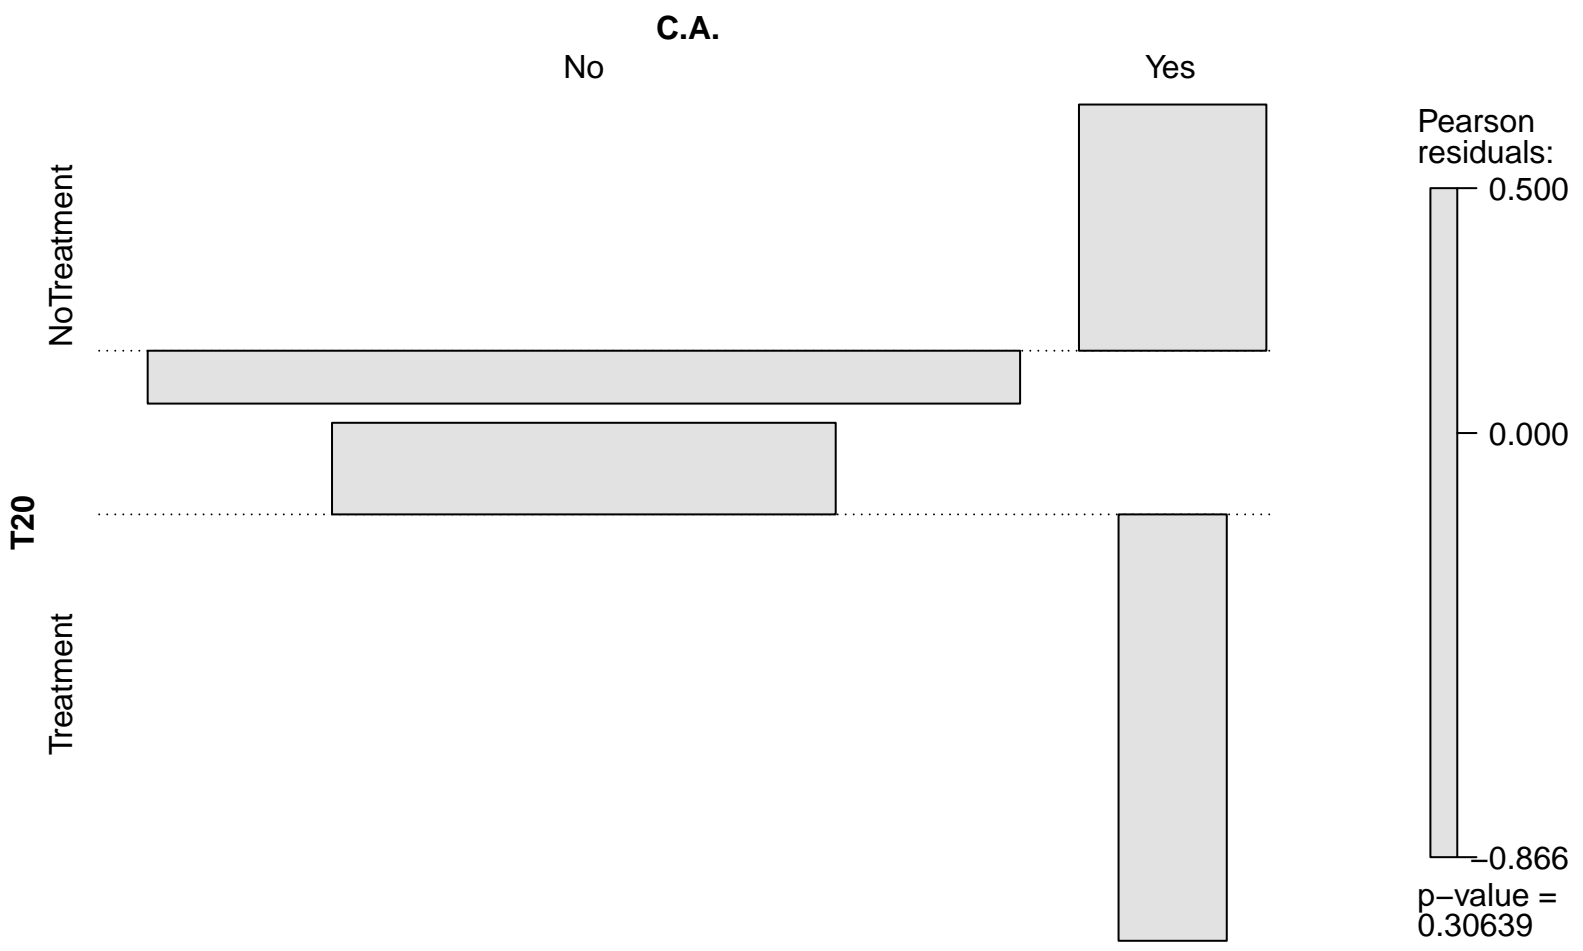 C.A.
No Yes
NoTreatment
T20
Treatment
Pearson
residuals:
0.500
0.000
−0.866
p−value =
0.30639